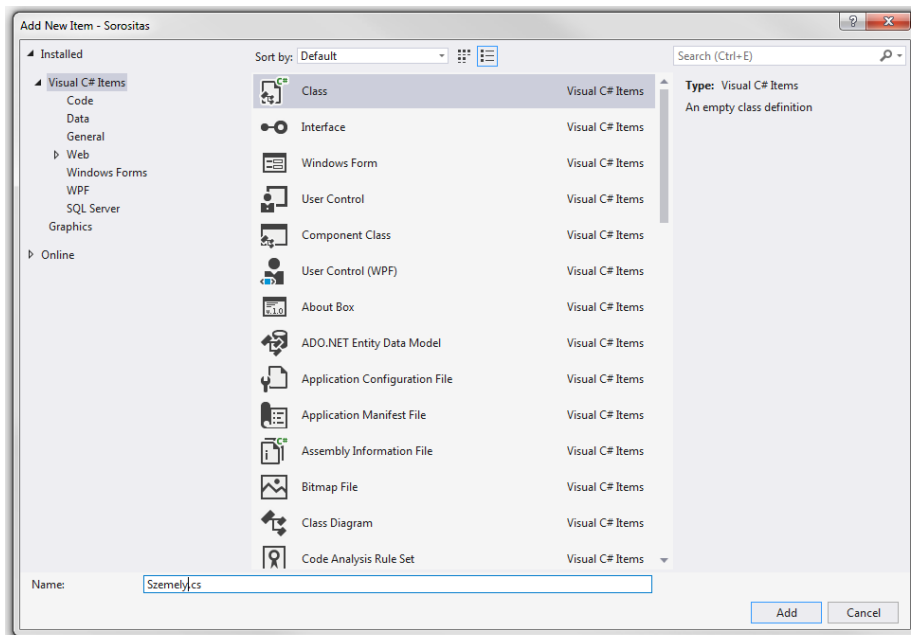 Add New Item - Sorositas
Installed
Visual C# Items
Code
Data
General
Web
Windows Forms
WPF
SQL Server
Graphics
Online
Sort by: Default
Class Visual C# Items
Interface Visual C# Items
Windows Form Visual C# Items
User Control Visual C# Items
Component Class Visual C# Items
User Control (WPF) Visual C# Items
About Box Visual C# Items
ADO.NET Entity Data Model Visual C# Items
Application Configuration File Visual C# Items
Application Manifest File Visual C# Items
Assembly Information File Visual C# Items
Bitmap File Visual C# Items
Class Diagram Visual C# Items
Code Analysis Rule Set Visual C# Items
Search (Ctrl+E)
Type: Visual C# Items
An empty class definition
Name: Szemely.cs
Add Cancel